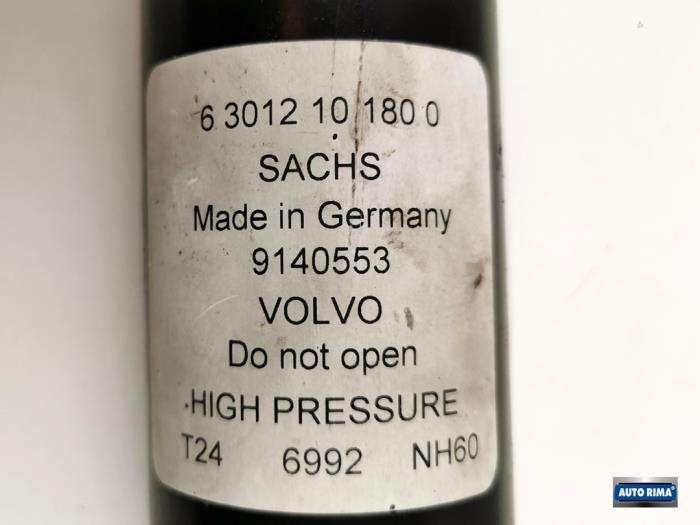 6 3012 10 180 0
SACHS
Made in Germany
9140553
VOLVO
Do not open
HIGH PRESSURE
T24 6992 NH60
AUTO RIMA®